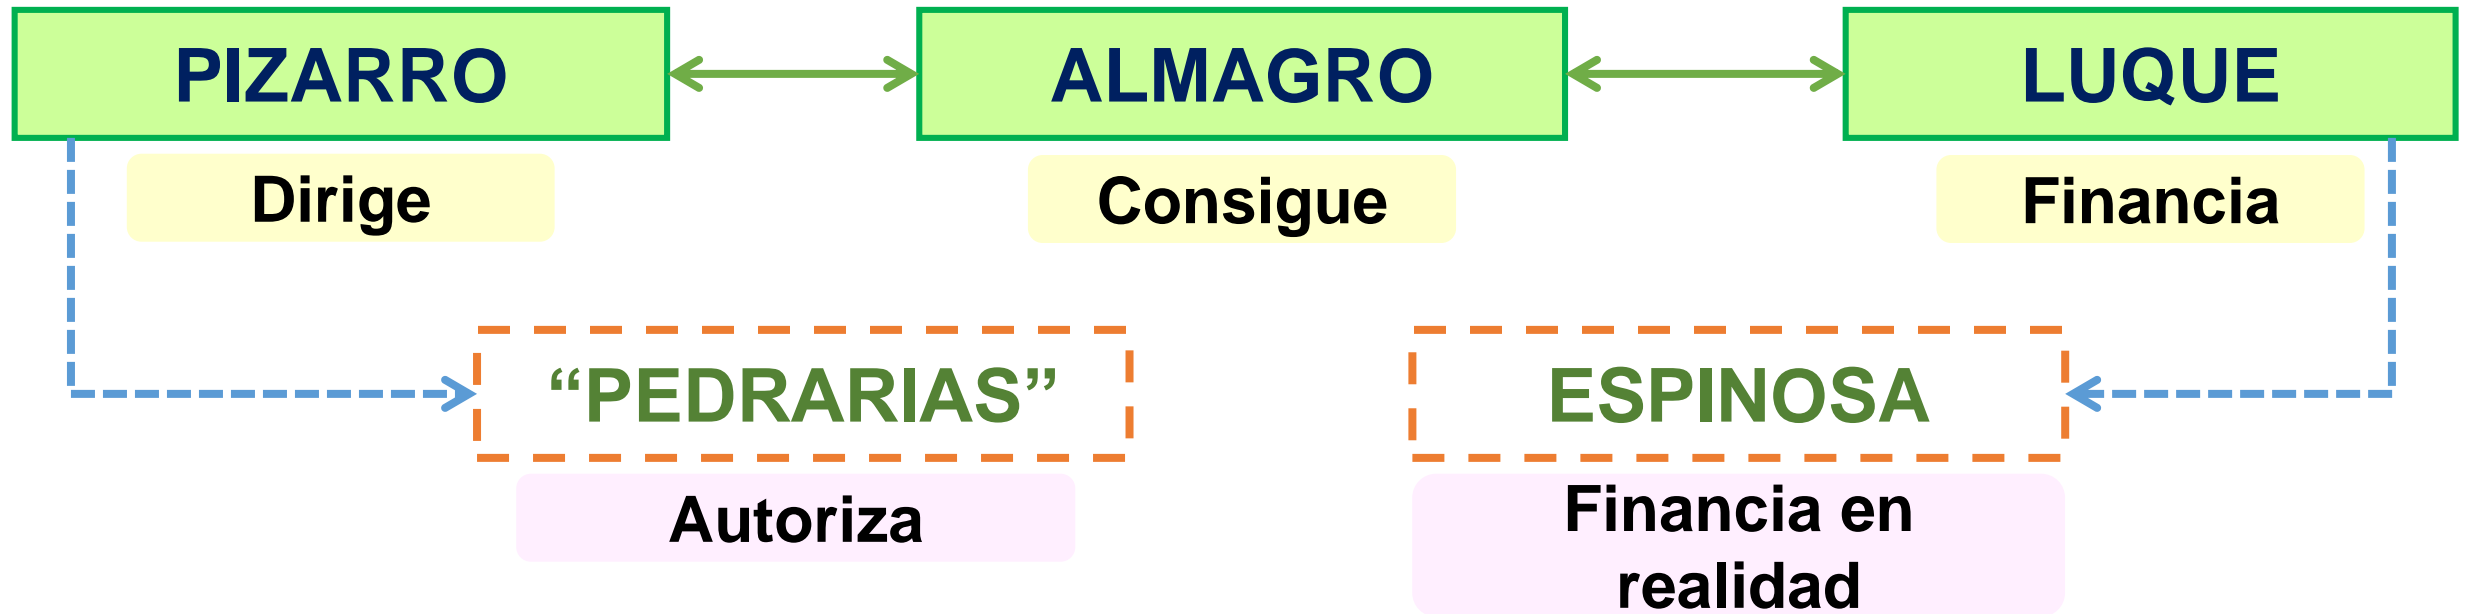 PIZARRO
ALMAGRO
LUQUE
Dirige
Consigue
Financia
“PEDRARIAS”
ESPINOSA
Autoriza
Financia en
realidad